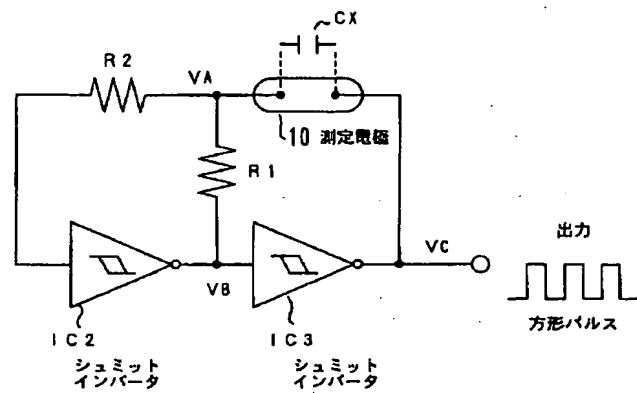 CX
R2
VA
10 測定電極
R1
VC
VB
出力
方形パルス
IC2
シュミット
インバータ
IC3
シュミット
インバータ